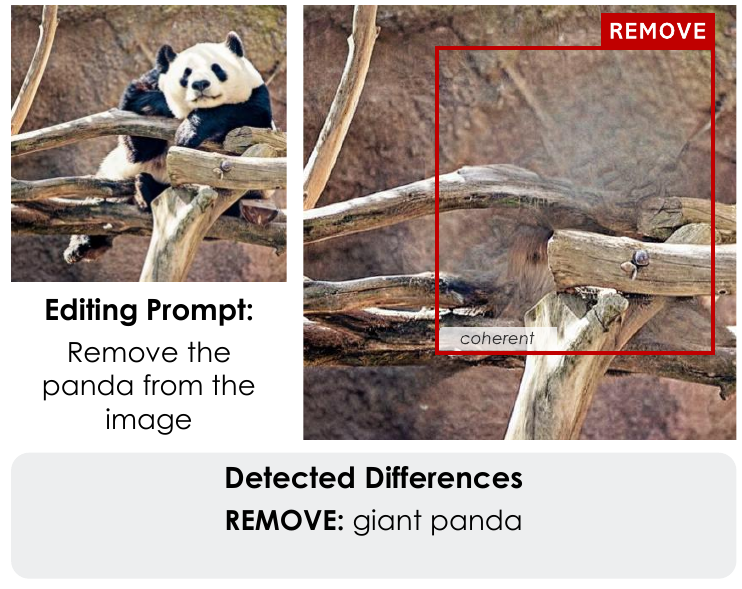 REMOVE
coherent
Editing Prompt:
Remove the
panda from the
image
Detected Differences
REMOVE: giant panda